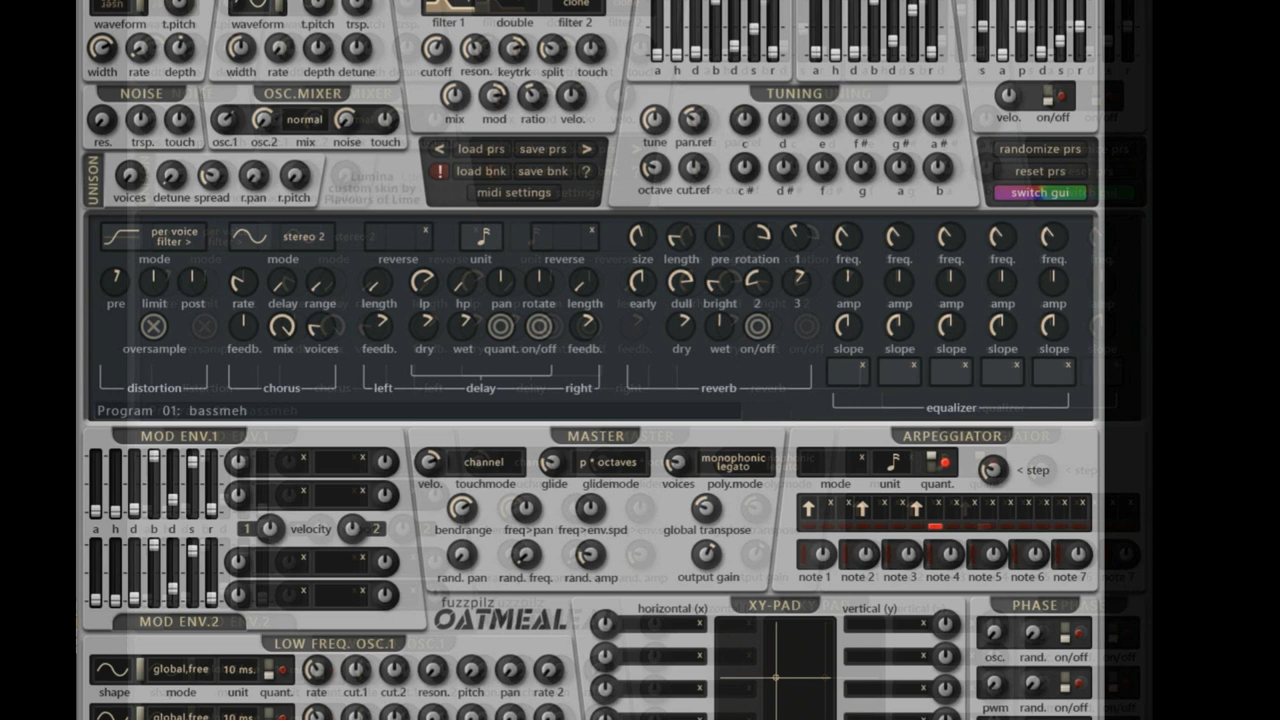 waveform t.pitch trsp. waveform t.pitch trsp. filter 1 double filter 2 clone
width rate depth width rate depth detune cutoff reson. keytrk split touch a h d b d s r a h d b d s r s a p d s r
NOISE OSC.MIXER mix mod ratio velo. TUNING velo. on/off
res. trsp. touch osc.1 osc.2 normal mix noise touch tune pan.ref c d e f# g# a#
UNISON voices detune spread r.pan r.pitch
Lumina
custom skin by
Flavours of Lime
< load prs save prs >
! load bnk save bnk ?
midi settings
octave cut.ref c# d# f g a b
randomize prs
reset prs
switch gui
per voice
filter >
stereo 2 x x
mode mode reverse unit reverse size length pre rotation 1 freq. freq. freq. freq. freq.
pre limit post rate delay range length lp hp pan rotate length early dull bright 2 3 amp amp amp amp amp
oversample feedb. mix voices feedb. dry wet quant. on/off feedb. dry wet on/off slope slope slope slope slope
x x x x x
distortion chorus left delay right reverb equalizer
Program 01: bassmeh
MOD ENV.1 MASTER ARPEGGIATOR
x x channel p * octaves monophonic
legato x < step
velo. touchmode glide glidemode voices poly.mode mode unit quant.
a h d b d s r 1 velocity 2 bendrange freq>pan freq>env.spd global transpose
rand. pan rand. freq. rand. amp output gain note 1 note 2 note 3 note 4 note 5 note 6 note 7
MOD ENV.2 fuzzpilz
OATMEAL
horizontal (x) XY-PAD vertical (y) PHASE
LOW FREQ. OSC.1
global,free 10 ms. osc. rand. on/off
shape mode unit quant. rate cut.1 cut.2 reson. pitch pan rate 2
global,free 10 ms. pwm rand. on/off